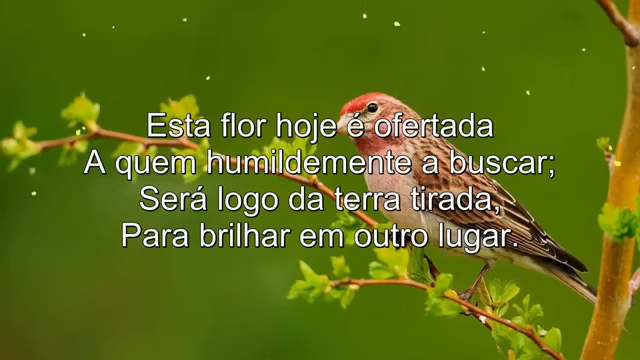 Esta flor hoje é ofertada
A quem humildemente a buscar;
Será logo da terra tirada,
Para brilhar em outro lugar.